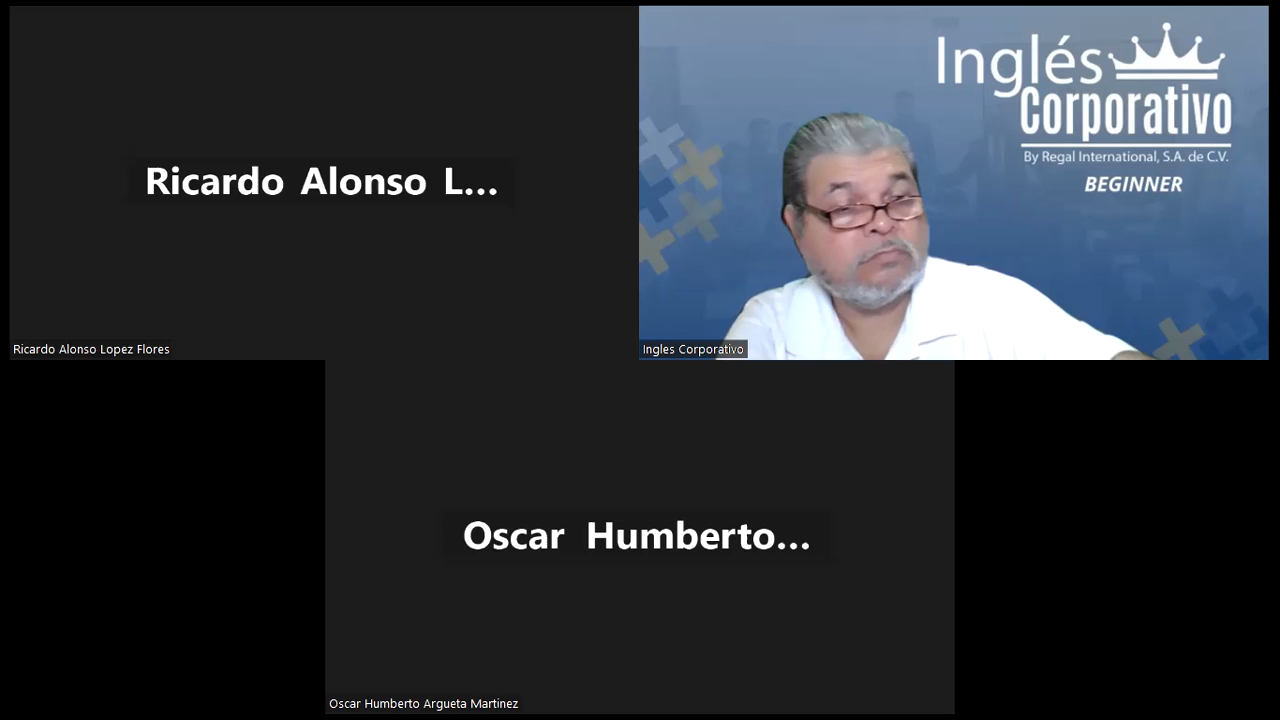 Ricardo Alonso L...
Ricardo Alonso Lopez Flores
Inglés
Corporativo
By Regal International, S.A. de C.V.
BEGINNER
Ingles Corporativo
Oscar Humberto...
Oscar Humberto Argueta Martinez